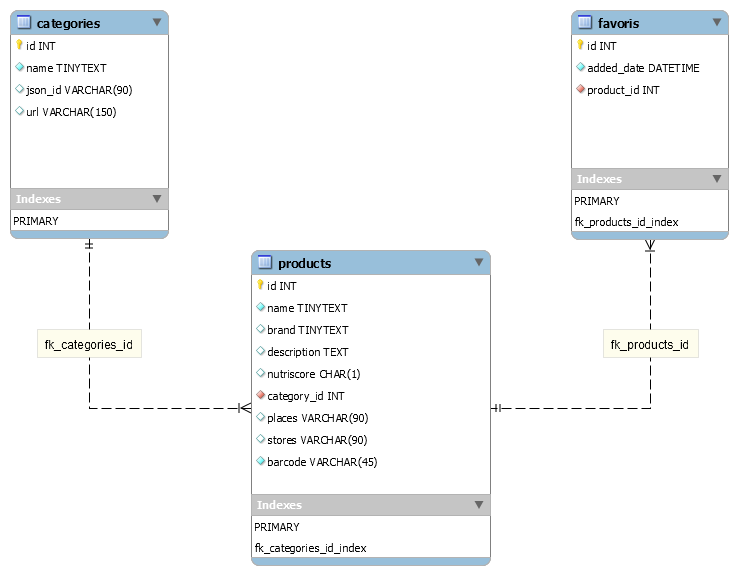 categories
id INT
name TINYTEXT
json_id VARCHAR(90)
url VARCHAR(150)
Indexes
PRIMARY
favoris
id INT
added_date DATETIME
product_id INT
Indexes
PRIMARY
fk_products_id_index
fk_categories_id
fk_products_id
products
id INT
name TINYTEXT
brand TINYTEXT
description TEXT
nutriscore CHAR(1)
category_id INT
places VARCHAR(90)
stores VARCHAR(90)
barcode VARCHAR(45)
Indexes
PRIMARY
fk_categories_id_index